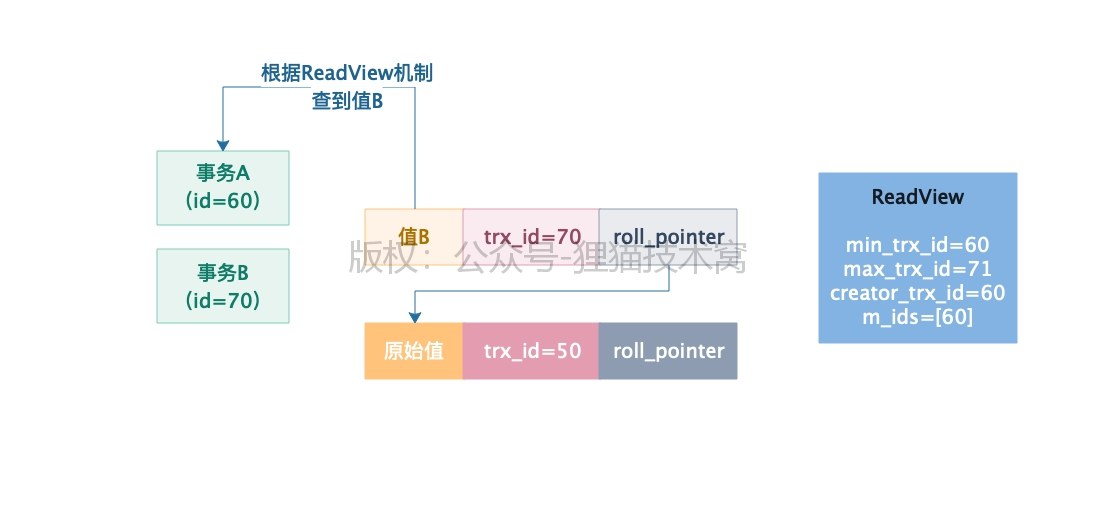 根据ReadView机制
查到值B
事务A
（id=60）
事务B
（id=70）
值B
trx_id=70
roll_pointer
版权：公众号-狸猫技术窝
原始值
trx_id=50
roll_pointer
ReadView
min_trx_id=60
max_trx_id=71
creator_trx_id=60
m_ids=[60]